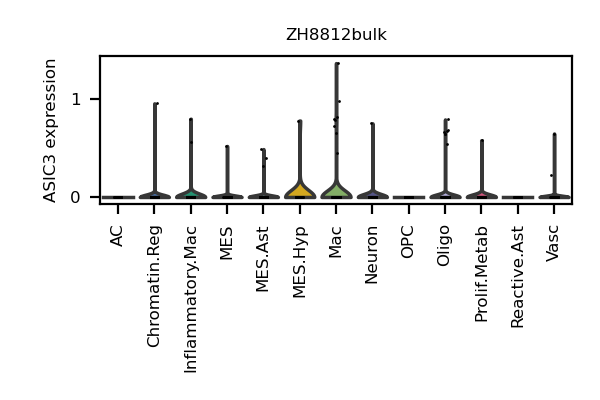 ZH8812bulk
ASIC3 expression
1
0
AC
Chromatin.Reg
Inflammatory.Mac
MES
MES.Ast
MES.Hyp
Mac
Neuron
OPC
Oligo
Prolif.Metab
Reactive.Ast
Vasc